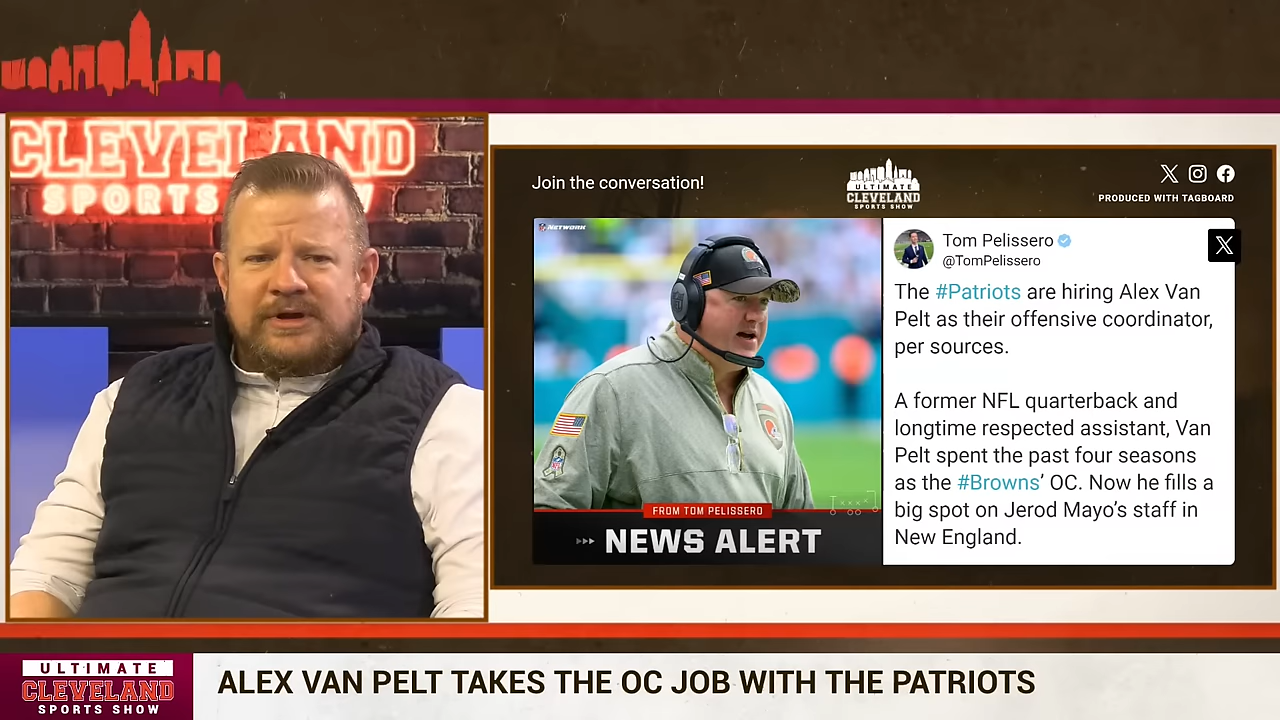 CLEVELAND
SPORTS
Join the conversation!
ULTIMATE
CLEVELAND
SPORTS SHOW
PRODUCED WITH TAGBOARD
NETWORK
FROM TOM PELISSERO
NEWS ALERT
Tom Pelissero
@TomPelissero
The #Patriots are hiring Alex Van
Pelt as their offensive coordinator,
per sources.
A former NFL quarterback and
longtime respected assistant, Van
Pelt spent the past four seasons
as the #Browns’ OC. Now he fills a
big spot on Jerod Mayo’s staff in
New England.
ULTIMATE
CLEVELAND
SPORTS SHOW
ALEX VAN PELT TAKES THE OC JOB WITH THE PATRIOTS